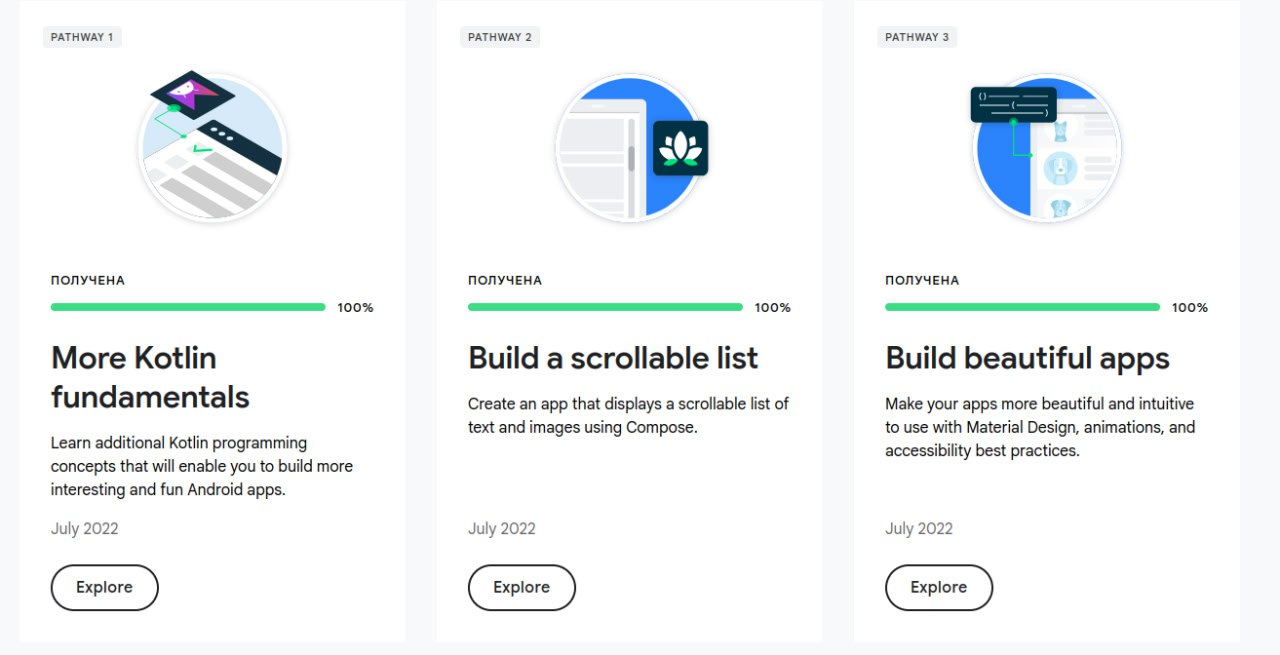 PATHWAY 1
ПОЛУЧЕНА
100%
More Kotlin
fundamentals
Learn additional Kotlin programming
concepts that will enable you to build more
interesting and fun Android apps.
July 2022
Explore
PATHWAY 2
ПОЛУЧЕНА
100%
Build a scrollable list
Create an app that displays a scrollable list of
text and images using Compose.
July 2022
Explore
PATHWAY 3
ПОЛУЧЕНА
100%
Build beautiful apps
Make your apps more beautiful and intuitive
to use with Material Design, animations, and
accessibility best practices.
July 2022
Explore